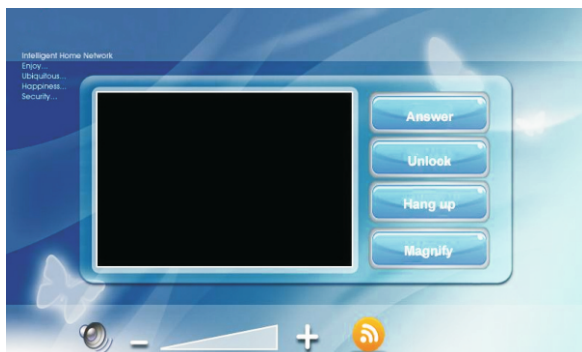 Intelligent Home Network
Enjoy...
Ubiquitous...
Happiness...
Security...
Answer
Unlock
Hang up
Magnify